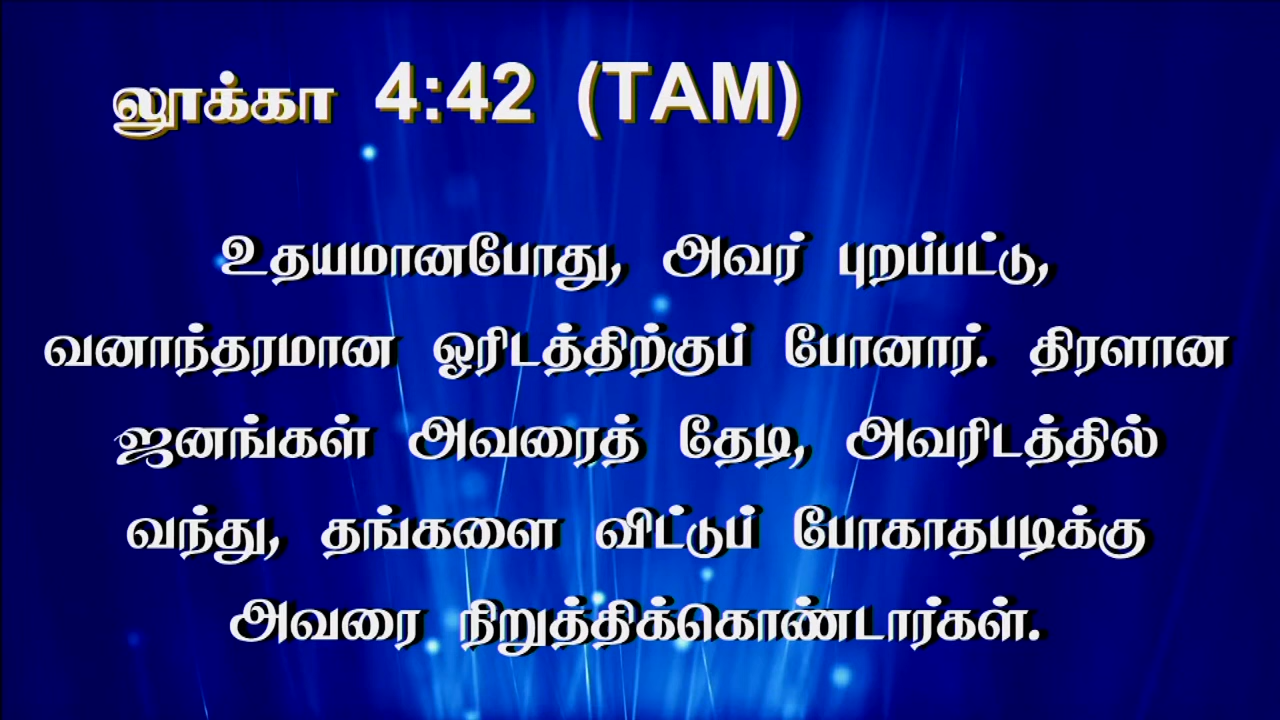 லூக்கா 4:42 (TAM)
உதயமானபோது, அவர் புறப்பட்டு,
வனாந்தரமான ஓரிடத்திற்குப் போனார். திரளான
ஜனங்கள் அவரைத் தேடி, அவரிடத்தில்
வந்து, தங்களை விட்டுப் போகாதபடிக்கு
அவரை நிறுத்திக்கொண்டார்கள்.